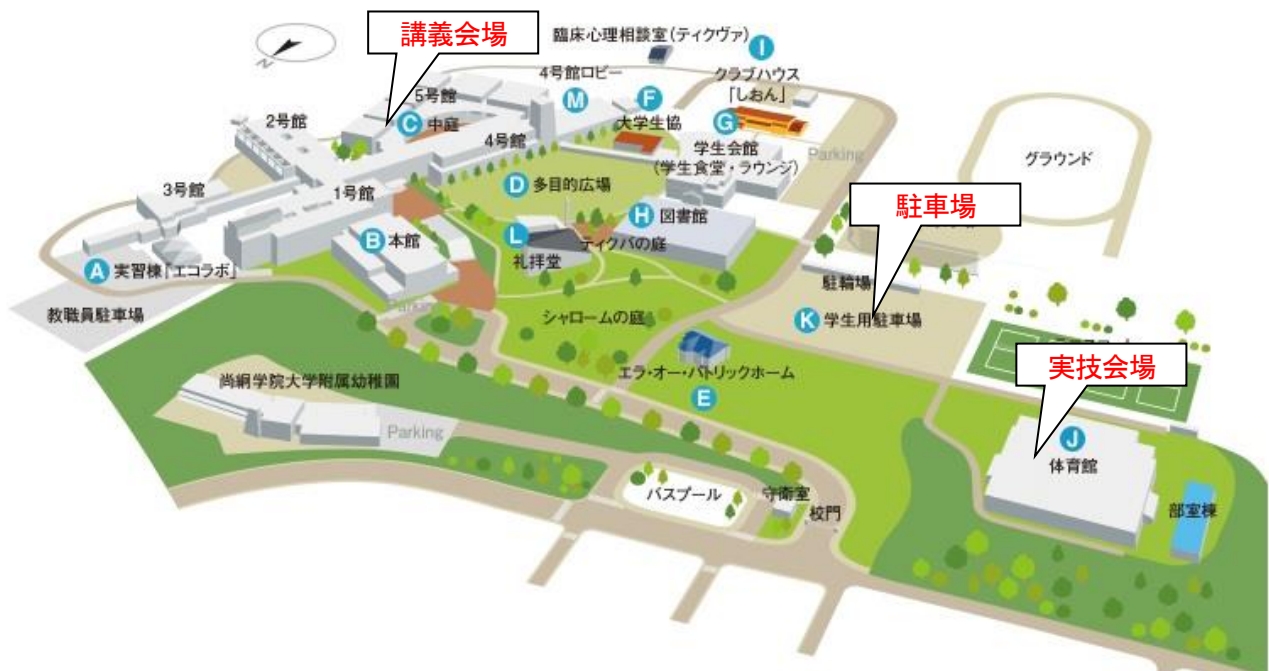 講義会場
臨床心理相談室(ティクヴァ)
I
N
4号館ロビー
クラブハウス
「しおん」
5号館
M
F
C 中庭
大学生協
G
2号館
4号館
学生会館
(学生食堂・ラウンジ)
Parking
グラウンド
3号館
1号館
D 多目的広場
駐車場
H 図書館
B 本館
L
ティクバの庭
礼拝堂
A 実習棟「エコラボ」
駐輪場
Parking
教職員駐車場
シャロームの庭
K 学生用駐車場
実技会場
尚絅学院大学附属幼稚園
エラ・オー・パトリックホーム
E
Parking
J
体育館
バスプール
守衛室
校門
部室棟